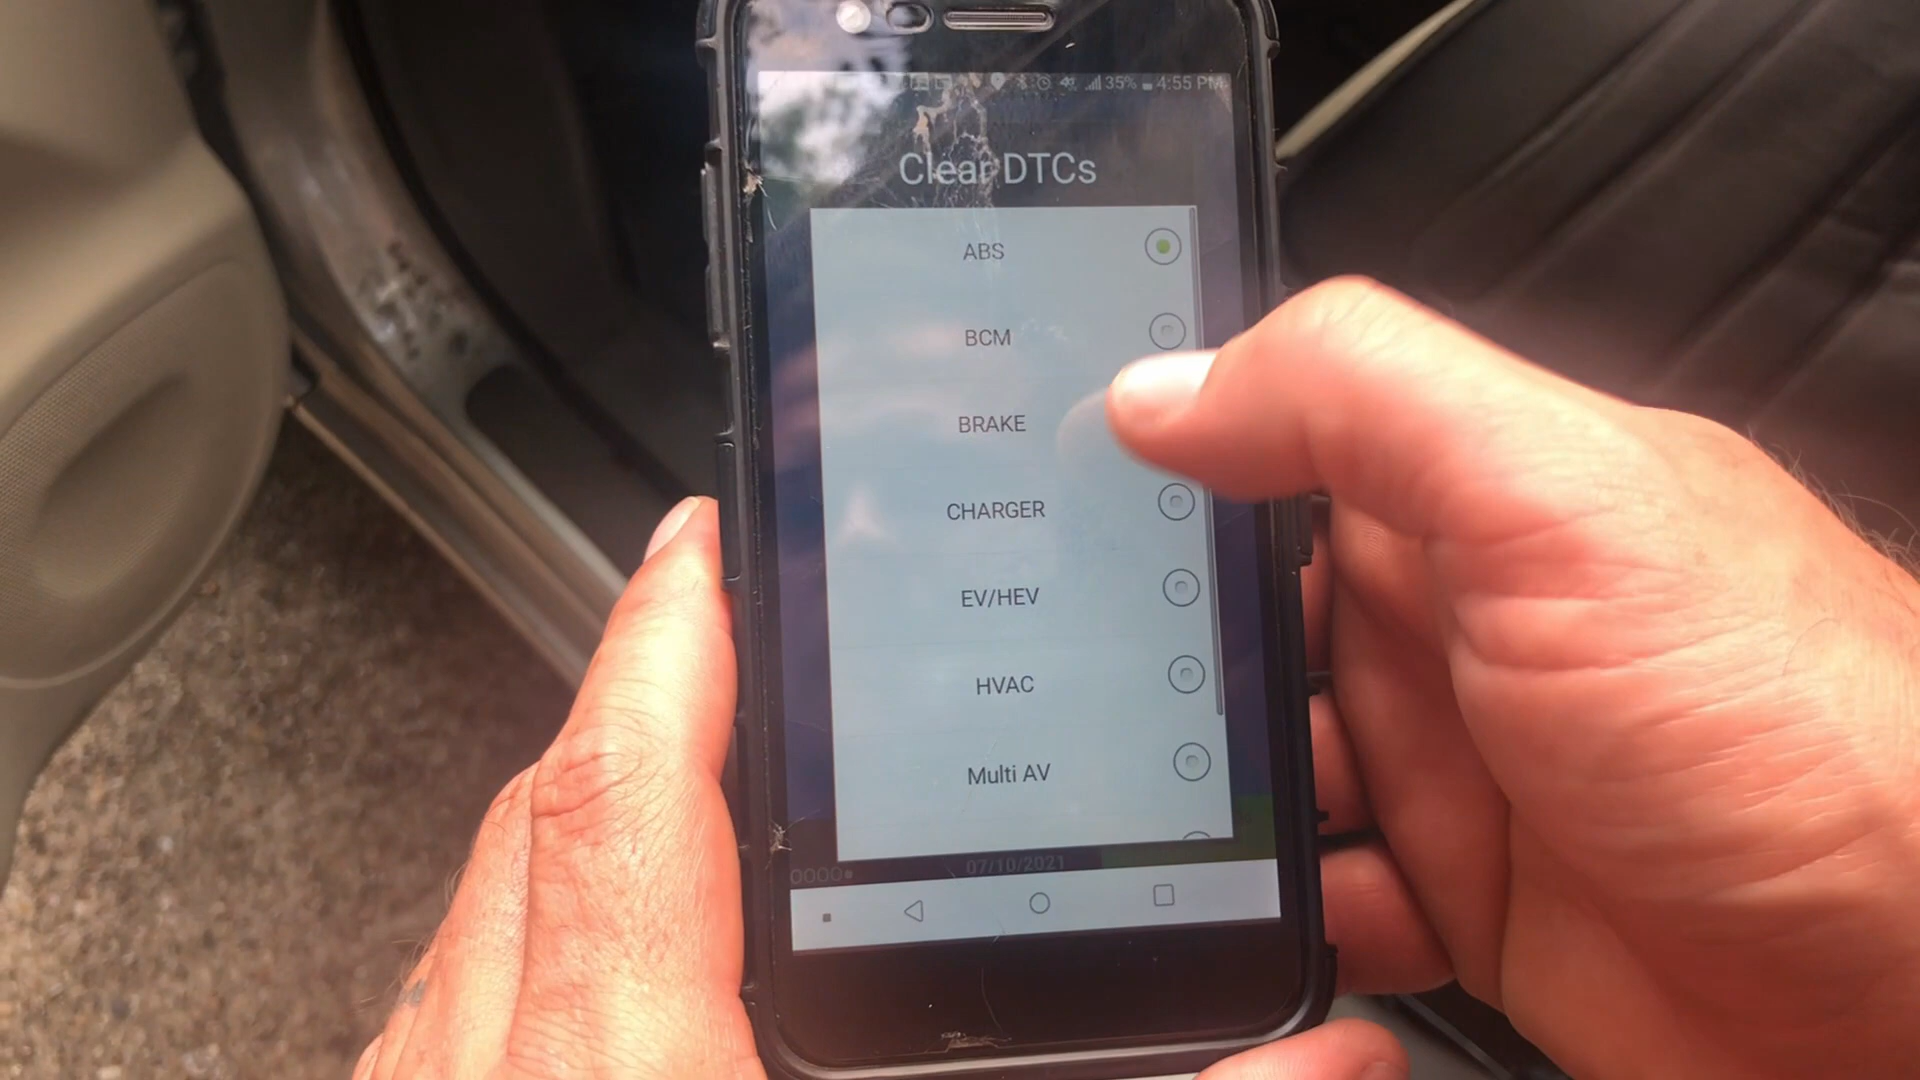 35% 4:55 PM
Clear DTCs
ABS
BCM
BRAKE
CHARGER
EV/HEV
HVAC
Multi AV
07/10/2021